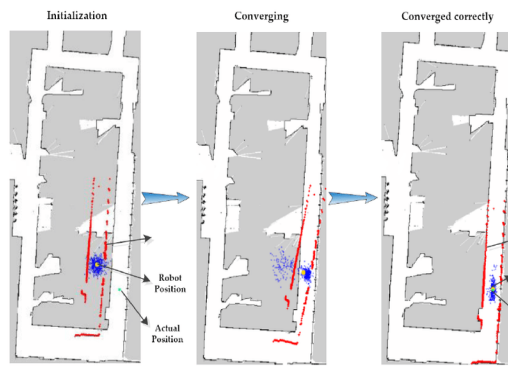 Initialization
Converging
Converged correctly
Robot
Position
Actual
Position